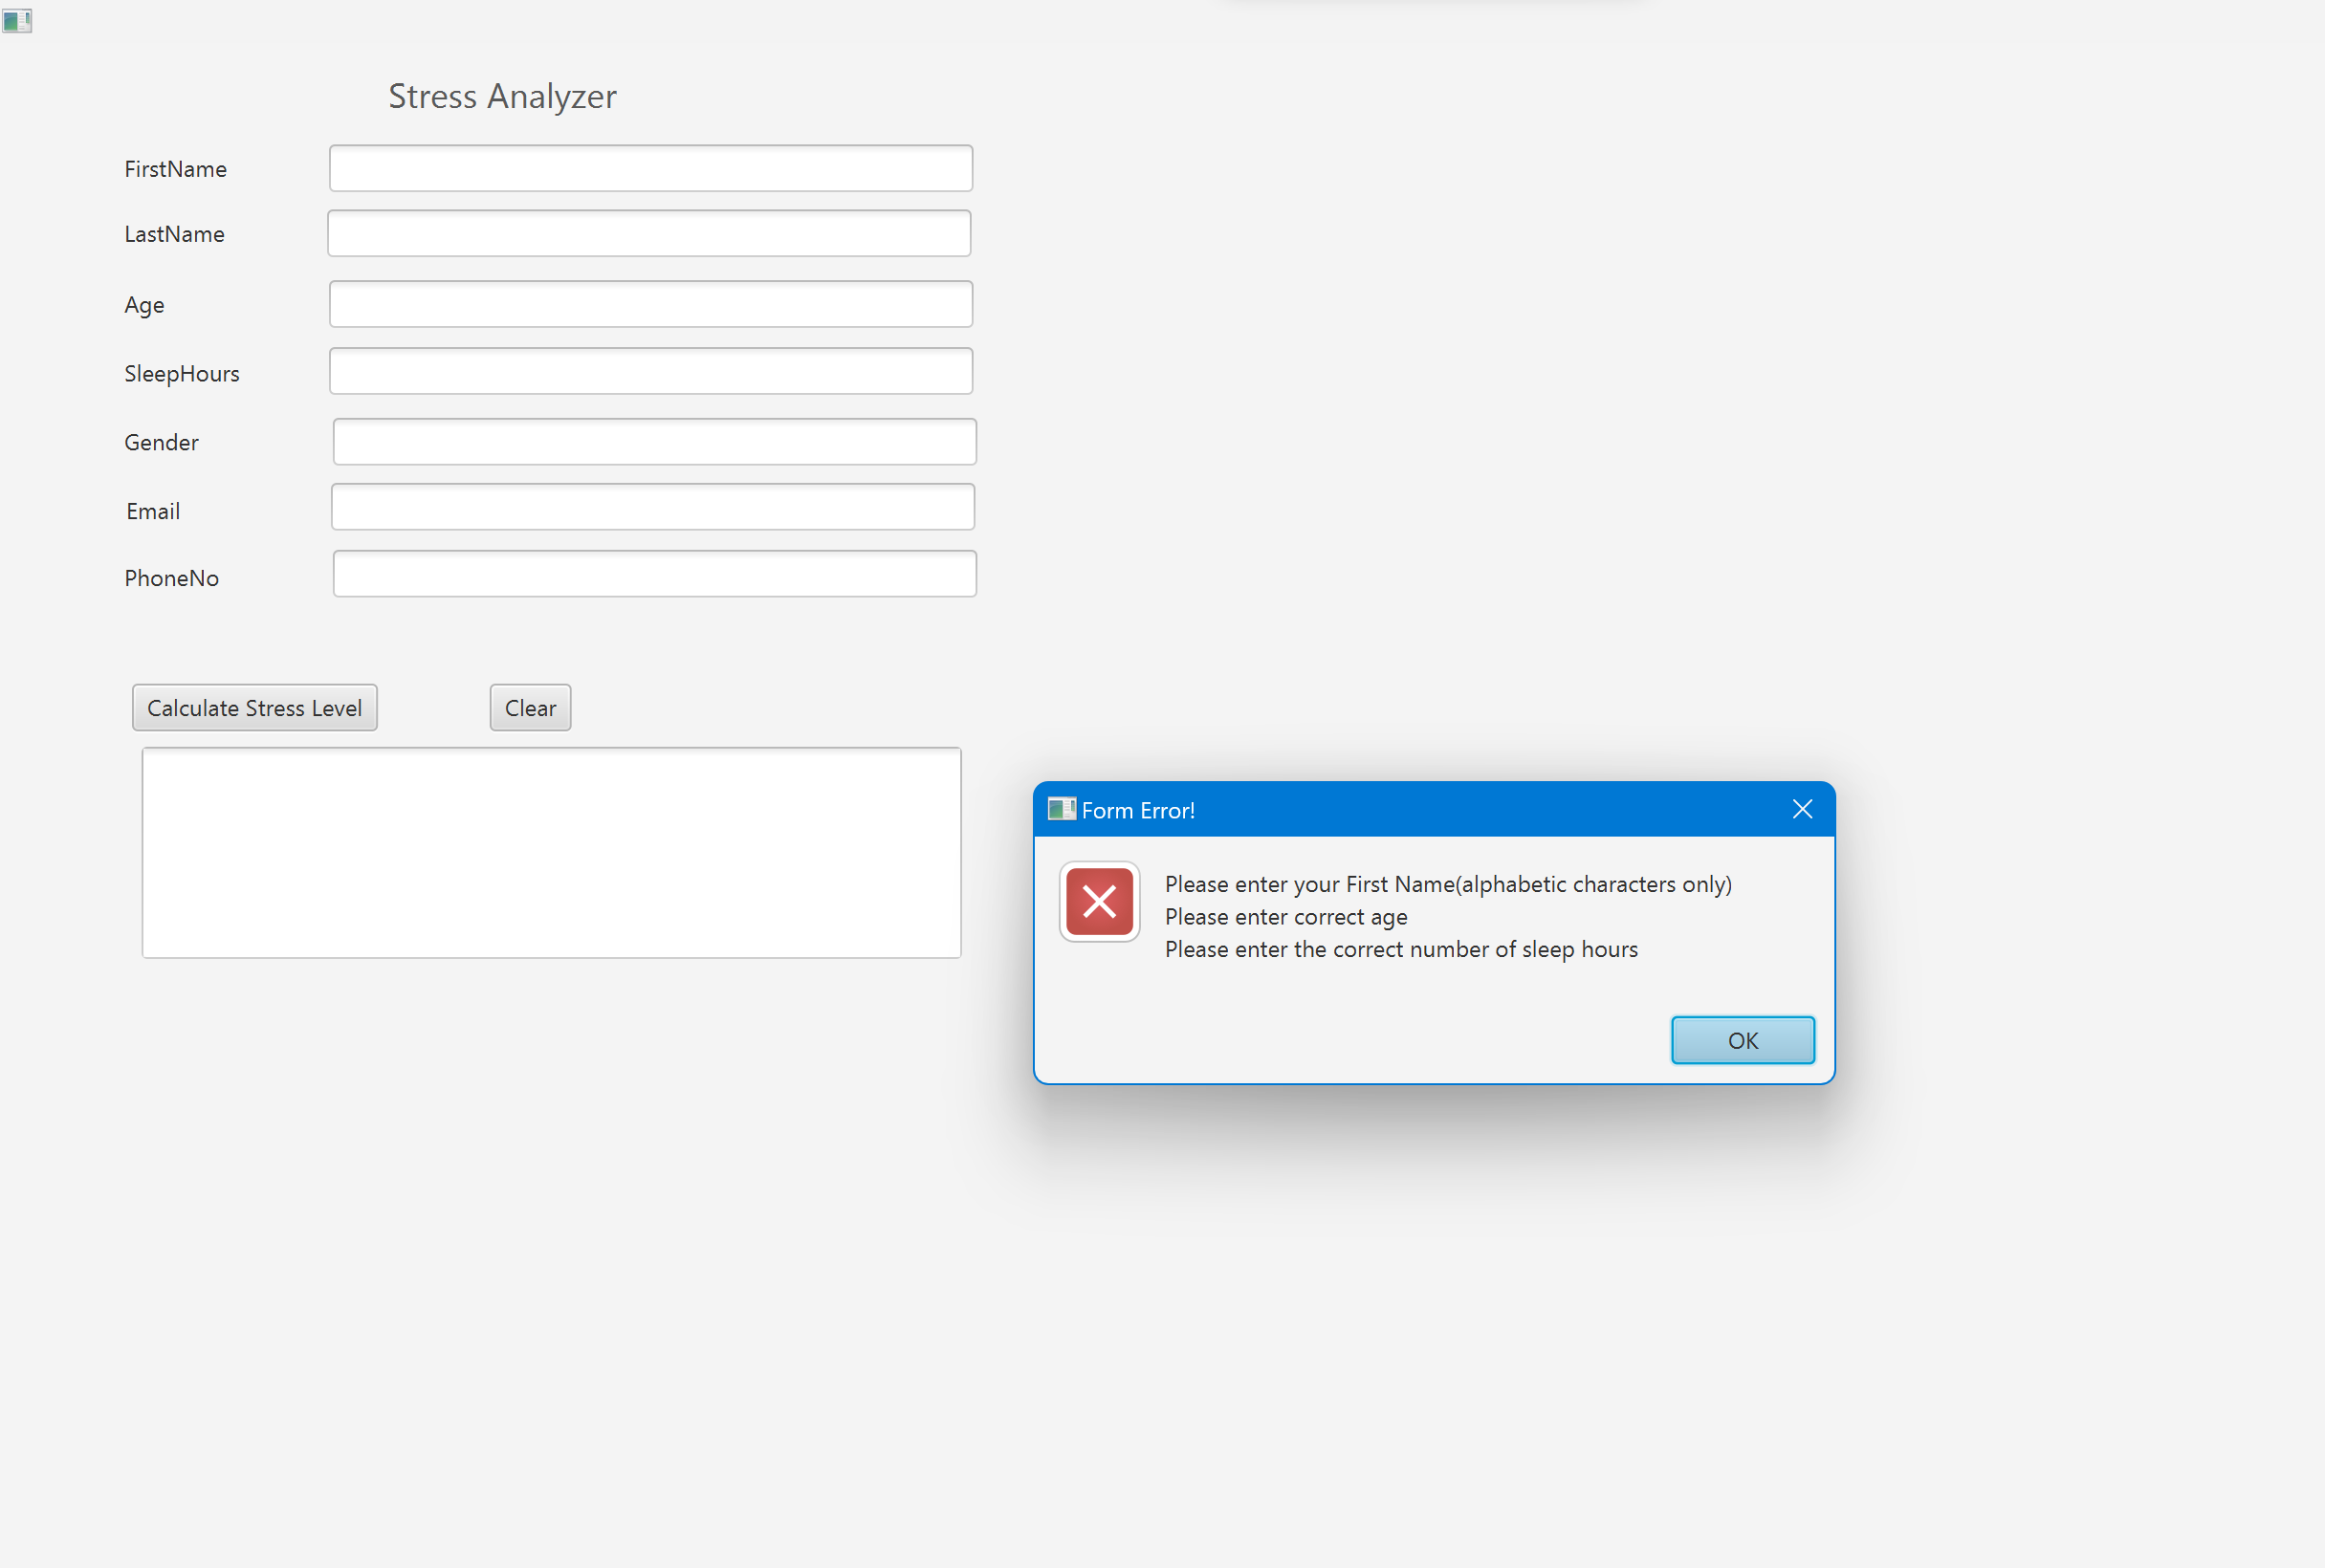 Stress Analyzer
FirstName
LastName
Age
SleepHours
Gender
Email
PhoneNo
Calculate Stress Level
Clear
Form Error!
Please enter your First Name(alphabetic characters only)
Please enter correct age
Please enter the correct number of sleep hours
OK